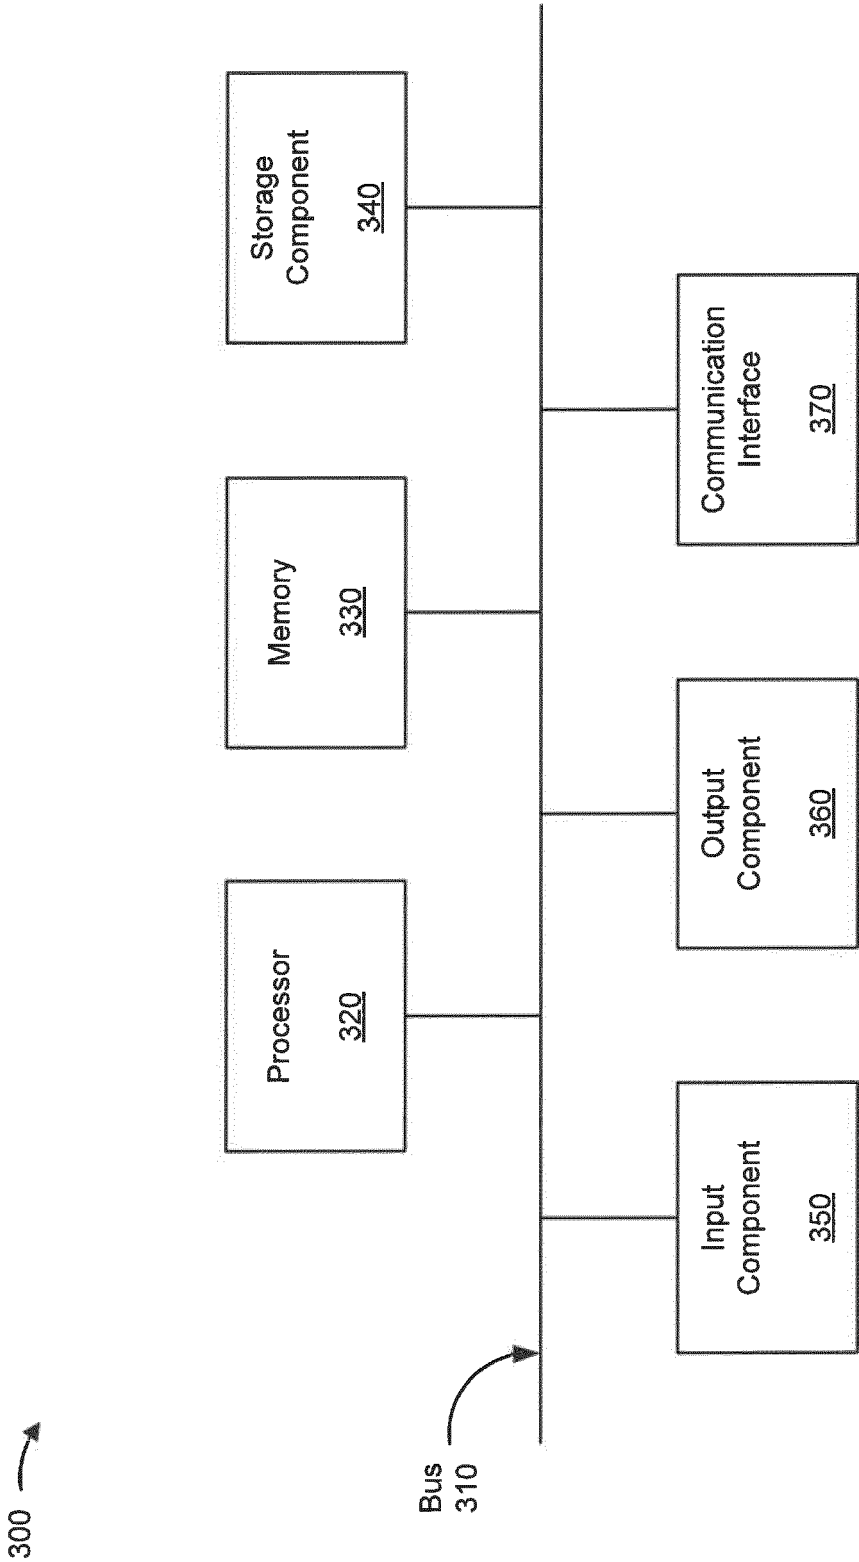 300
Processor
320
Memory
330
Storage
Component
340
Bus
310
Input
Component
350
Output
Component
360
Communication
Interface
370